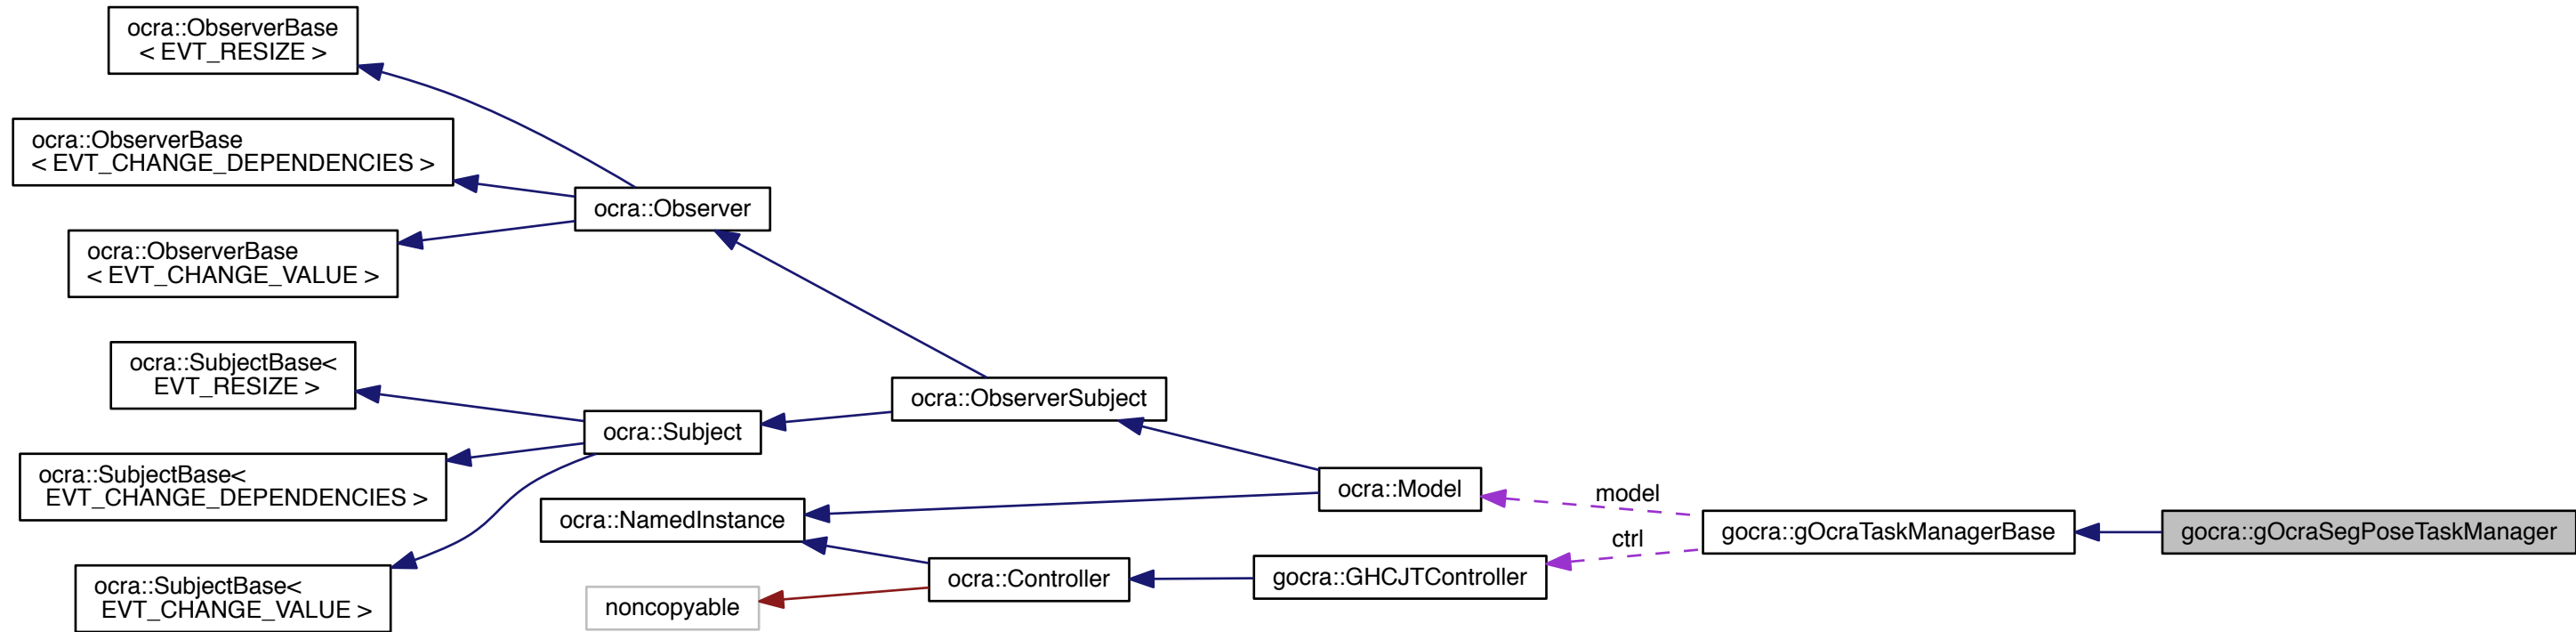 ocra::ObserverBase
< EVT_RESIZE >
ocra::ObserverBase
< EVT_CHANGE_DEPENDENCIES >
ocra::Observer
ocra::ObserverBase
< EVT_CHANGE_VALUE >
ocra::SubjectBase<
EVT_RESIZE >
ocra::ObserverSubject
ocra::Subject
ocra::SubjectBase<
EVT_CHANGE_DEPENDENCIES >
ocra::Model
model
ocra::NamedInstance
gocra::gOcraTaskManagerBase
gocra::gOcraSegPoseTaskManager
ctrl
ocra::Controller
gocra::GHCJTController
ocra::SubjectBase<
EVT_CHANGE_VALUE >
noncopyable